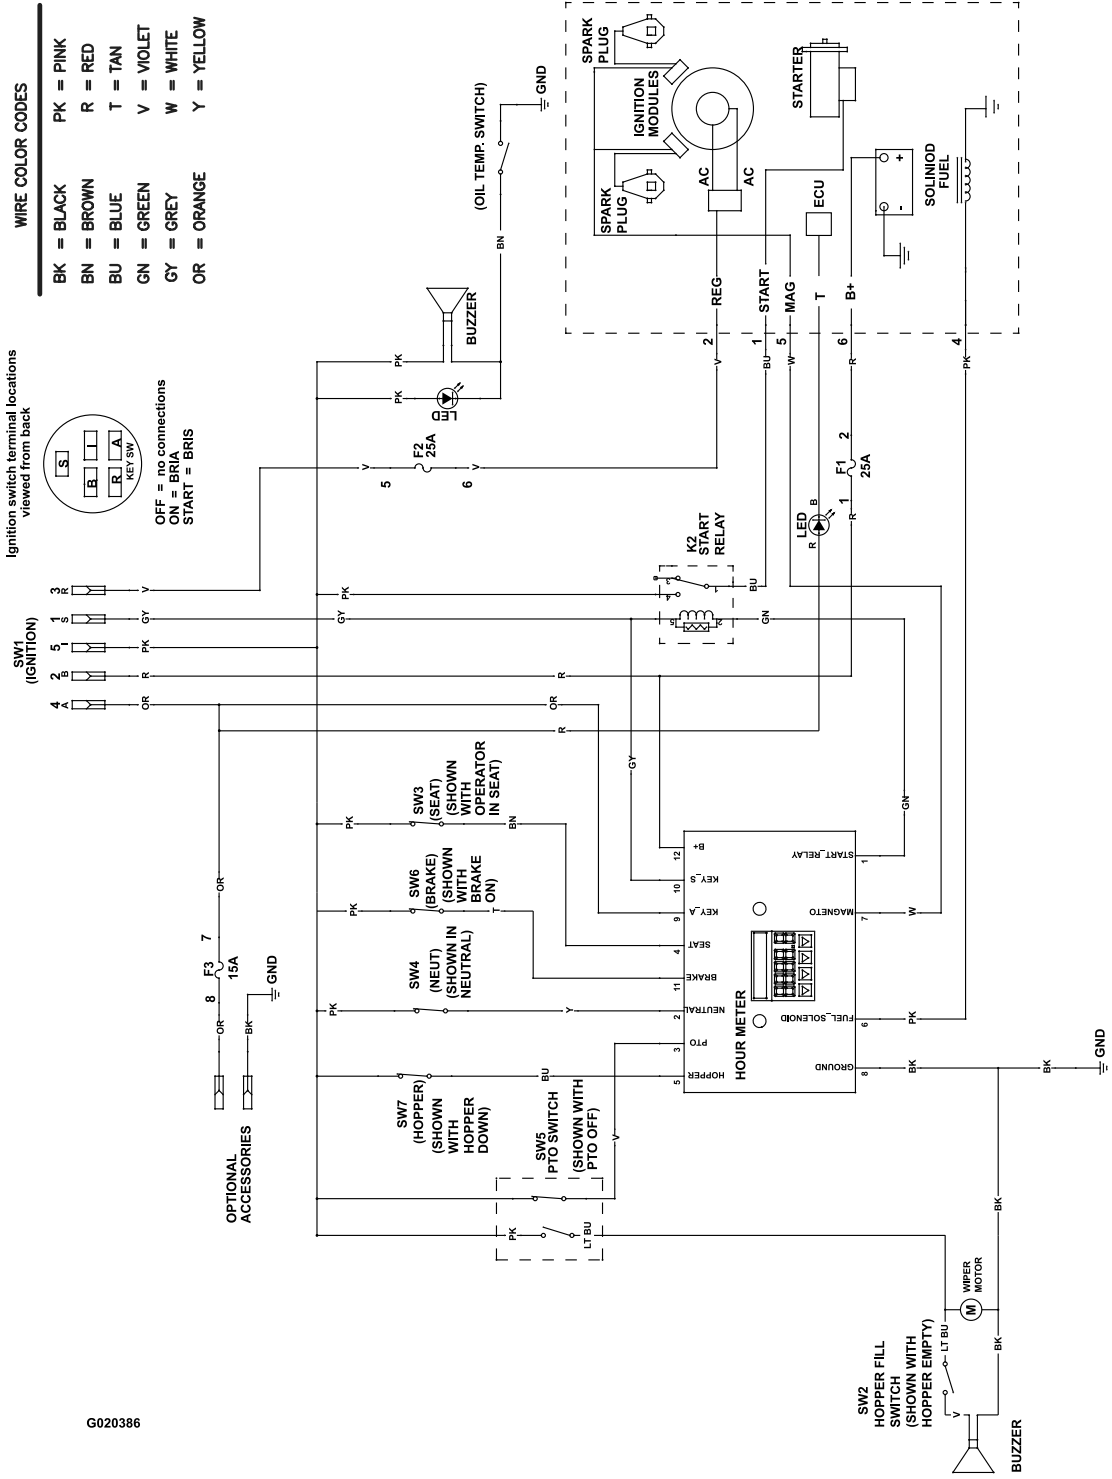 WIRE COLOR CODES
BK = BLACK
BN = BROWN
BU = BLUE
GN = GREEN
GY = GREY
OR = ORANGE
PK = PINK
R = RED
T = TAN
V = VIOLET
W = WHITE
Y = YELLOW
Ignition switch terminal locations
viewed from back
S
B
I
R
A
KEY SW
OFF = no connections
ON = BRIA
START = BRIS
SW1
(IGNITION)
3
R
1
S
5
I
2
B
4
A
V
GY
PK
R
OR
(OIL TEMP. SWITCH)
GND
BN
BUZZER
PK
PK
LED
V
5
F2
25A
6
V
SPARK
PLUG
SPARK
PLUG
IGNITION
MODULES
STARTER
AC
AC
ECU
+
-
SOLINIOD
FUEL
REG
START
MAG
T
B+
2
1
5
6
4
V
BU
W
R
PK
K2
START
RELAY
3
4
1
5
2
PK
GY
BU
GN
LED
R
B
F1
25A
1
2
R
R
OR
R
GY
GN
OR
7
F3
15A
8
OR
BK
GND
OPTIONAL
ACCESSORIES
PK
SW3
(SEAT)
(SHOWN
WITH
OPERATOR
IN SEAT)
BN
PK
SW6
(BRAKE)
(SHOWN
WITH
BRAKE
ON)
T
PK
SW4
(NEUT)
(SHOWN IN
NEUTRAL)
Y
SW7
(HOPPER)
(SHOWN
WITH
HOPPER
DOWN)
BU
SW5
PTO SWITCH
(SHOWN WITH
PTO OFF)
PK
LT BU
V
HOUR METER
12
B+
10
KEY_S
9
KEY_A
4
SEAT
11
BRAKE
2
NEUTRAL
3
PTO
5
HOPPER
START_RELAY
1
MAGNETO
7
FUEL_SOLENOID
6
GROUND
8
W
PK
BK
BK
GND
BK
WIPER
MOTOR
M
LT BU
BK
SW2
HOPPER FILL
SWITCH
(SHOWN WITH
HOPPER EMPTY)
V
BUZZER
G020386